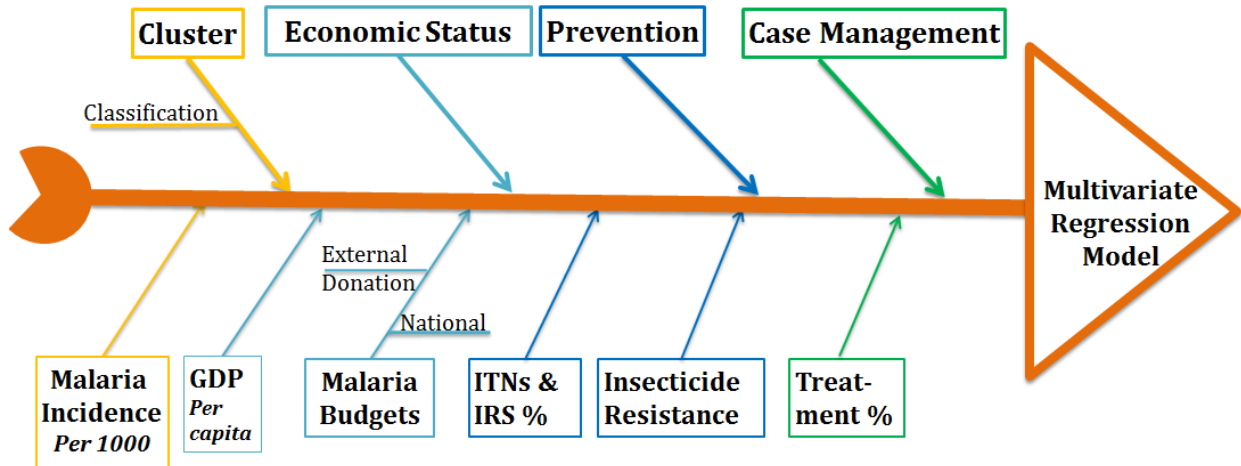 Cluster
Economic Status
Prevention
Case Management
Classification
Multivariate
Regression
Model
External
Donation
National
Malaria
Incidence
Per 1000
GDP
Per
capita
Malaria
Budgets
ITNs &
IRS %
Insecticide
Resistance
Treat-
ment %